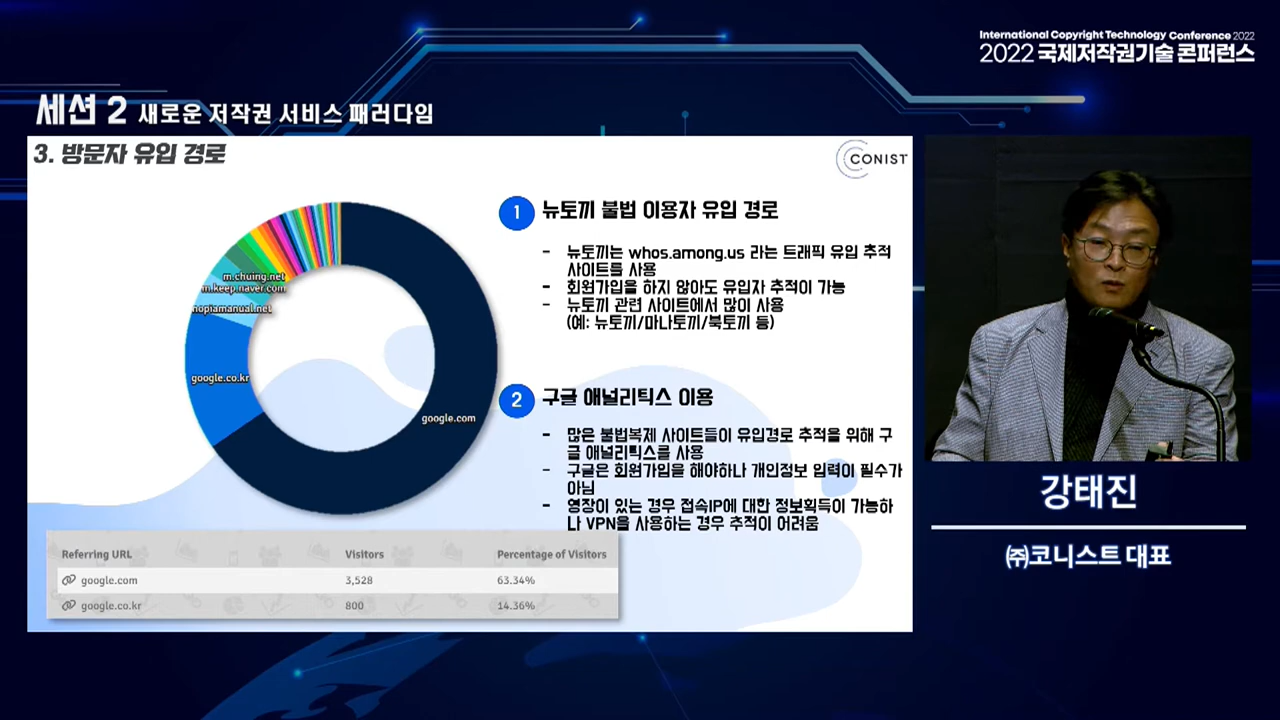 International Copyright Technology Conference 2022
2022 국제저작권기술 콘퍼런스
세션 2 새로운 저작권 서비스 패러다임
3. 방문자 유입 경로
CONIST
m.chuing.net
m.keep.naver.com
nopiamanual.net
google.co.kr
google.com
1 뉴토끼 불법 이용자 유입 경로
- 뉴토끼는 whos.among.us 라는 트래픽 유입 추적
사이트를 사용
- 회원가입을 하지 않아도 유입자 추적이 가능
- 뉴토끼 관련 사이트에서 많이 사용
(예: 뉴토끼/마나토끼/북토끼 등)
2 구글 애널리틱스 이용
- 많은 불법복제 사이트들이 유입경로 추적을 위해 구
글 애널리틱스를 사용
- 구글은 회원가입을 해야하나 개인정보 입력이 필수가
아님
- 영장이 있는 경우 접속IP에 대한 정보획득이 가능하
나 VPN을 사용하는 경우 추적이 어려움
Referring URL Visitors Percentage of Visitors
google.com 3,528 63.34%
google.co.kr 800 14.36%
강태진
㈜코니스트 대표